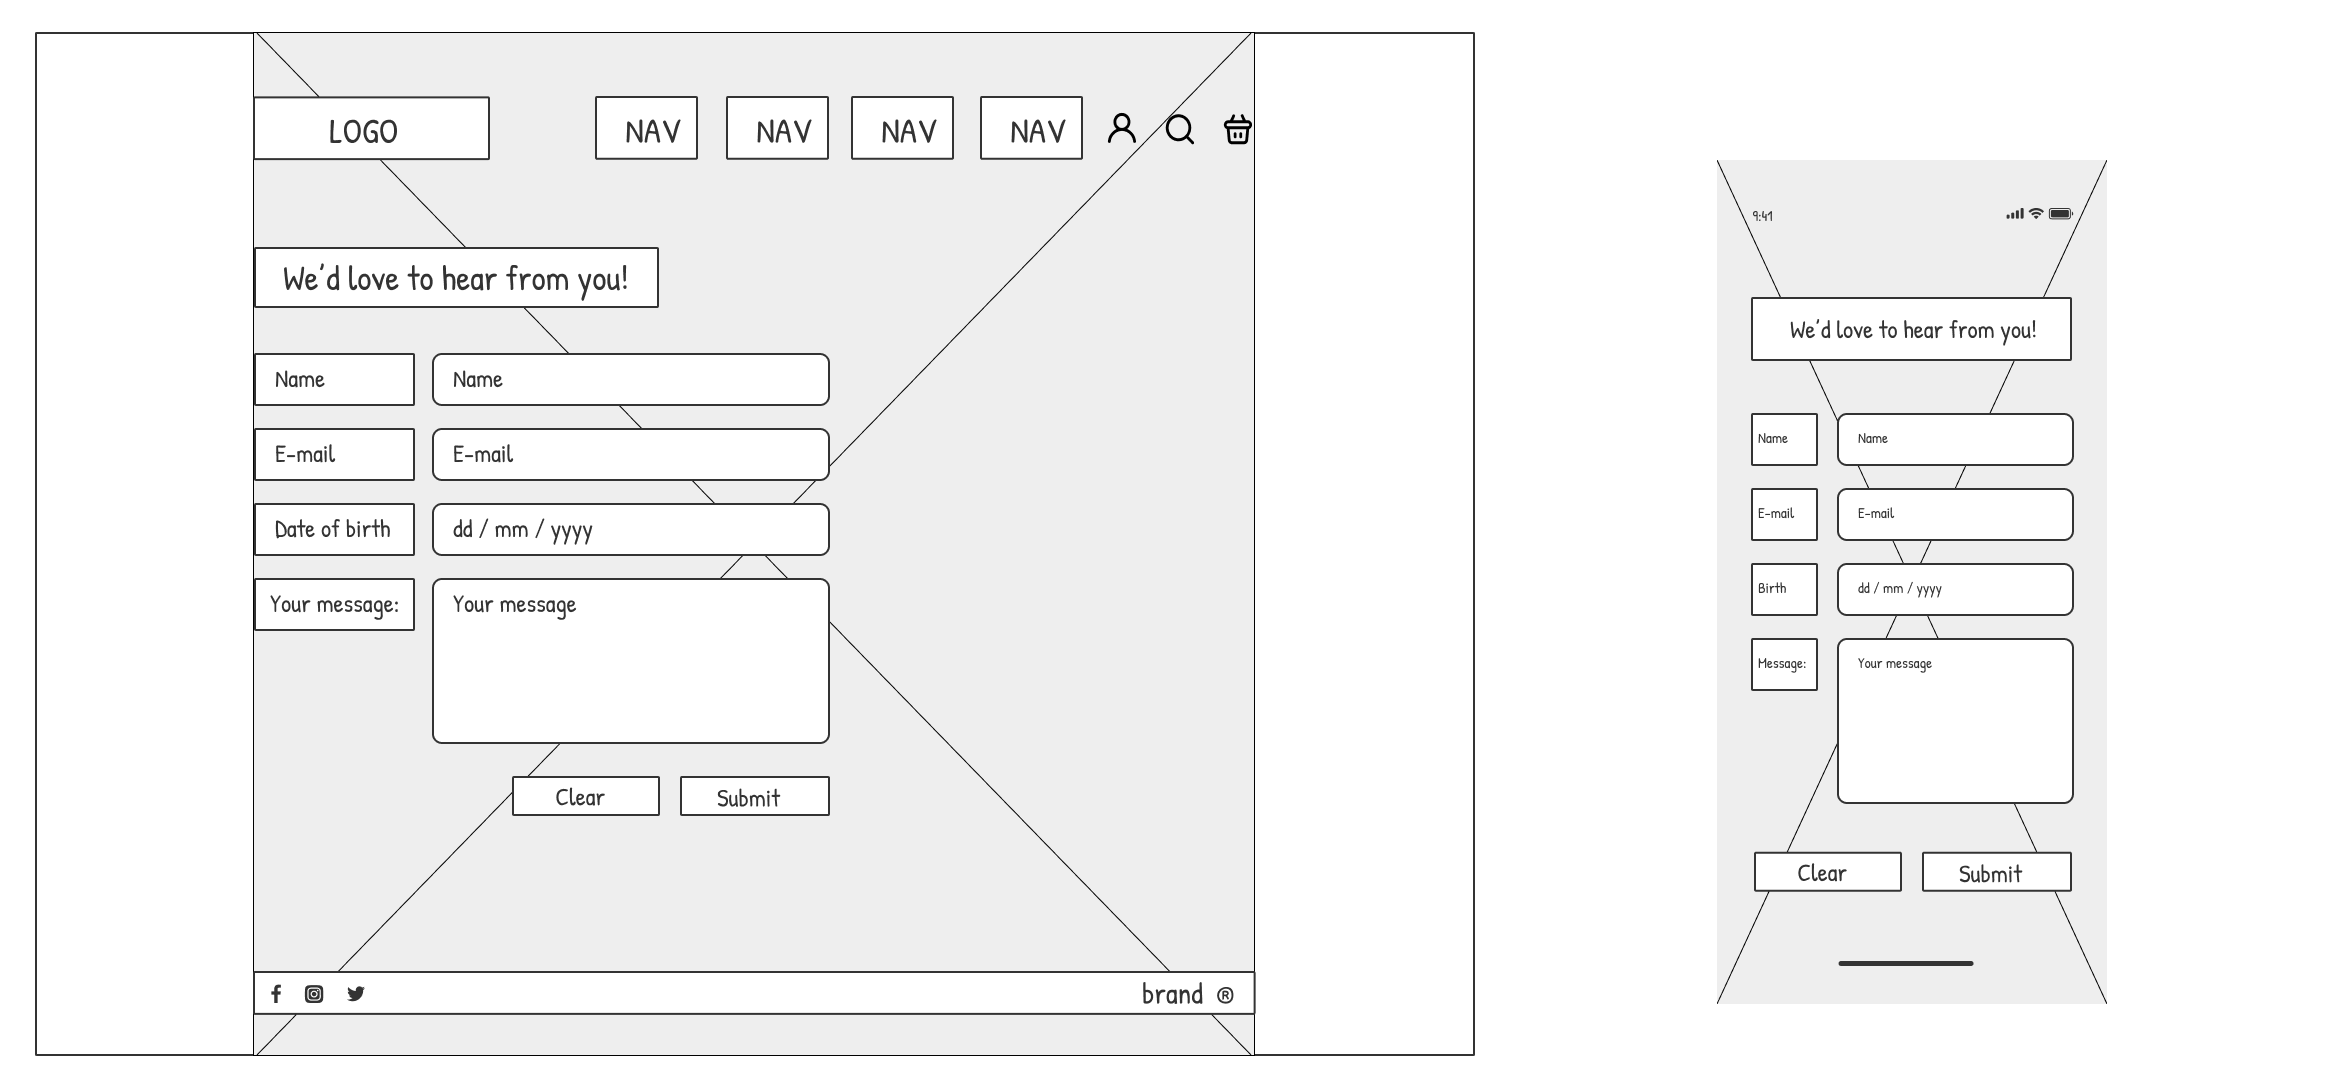 LOGO
NAV NAV NAV NAV
We'd love to hear from you!
Name Name
E-mail E-mail
Date of birth dd / mm / yyyy
Your message: Your message
Clear Submit
brand ®
9:41
We'd love to hear from you!
Name Name
E-mail E-mail
Birth dd / mm / yyyy
Message: Your message
Clear Submit